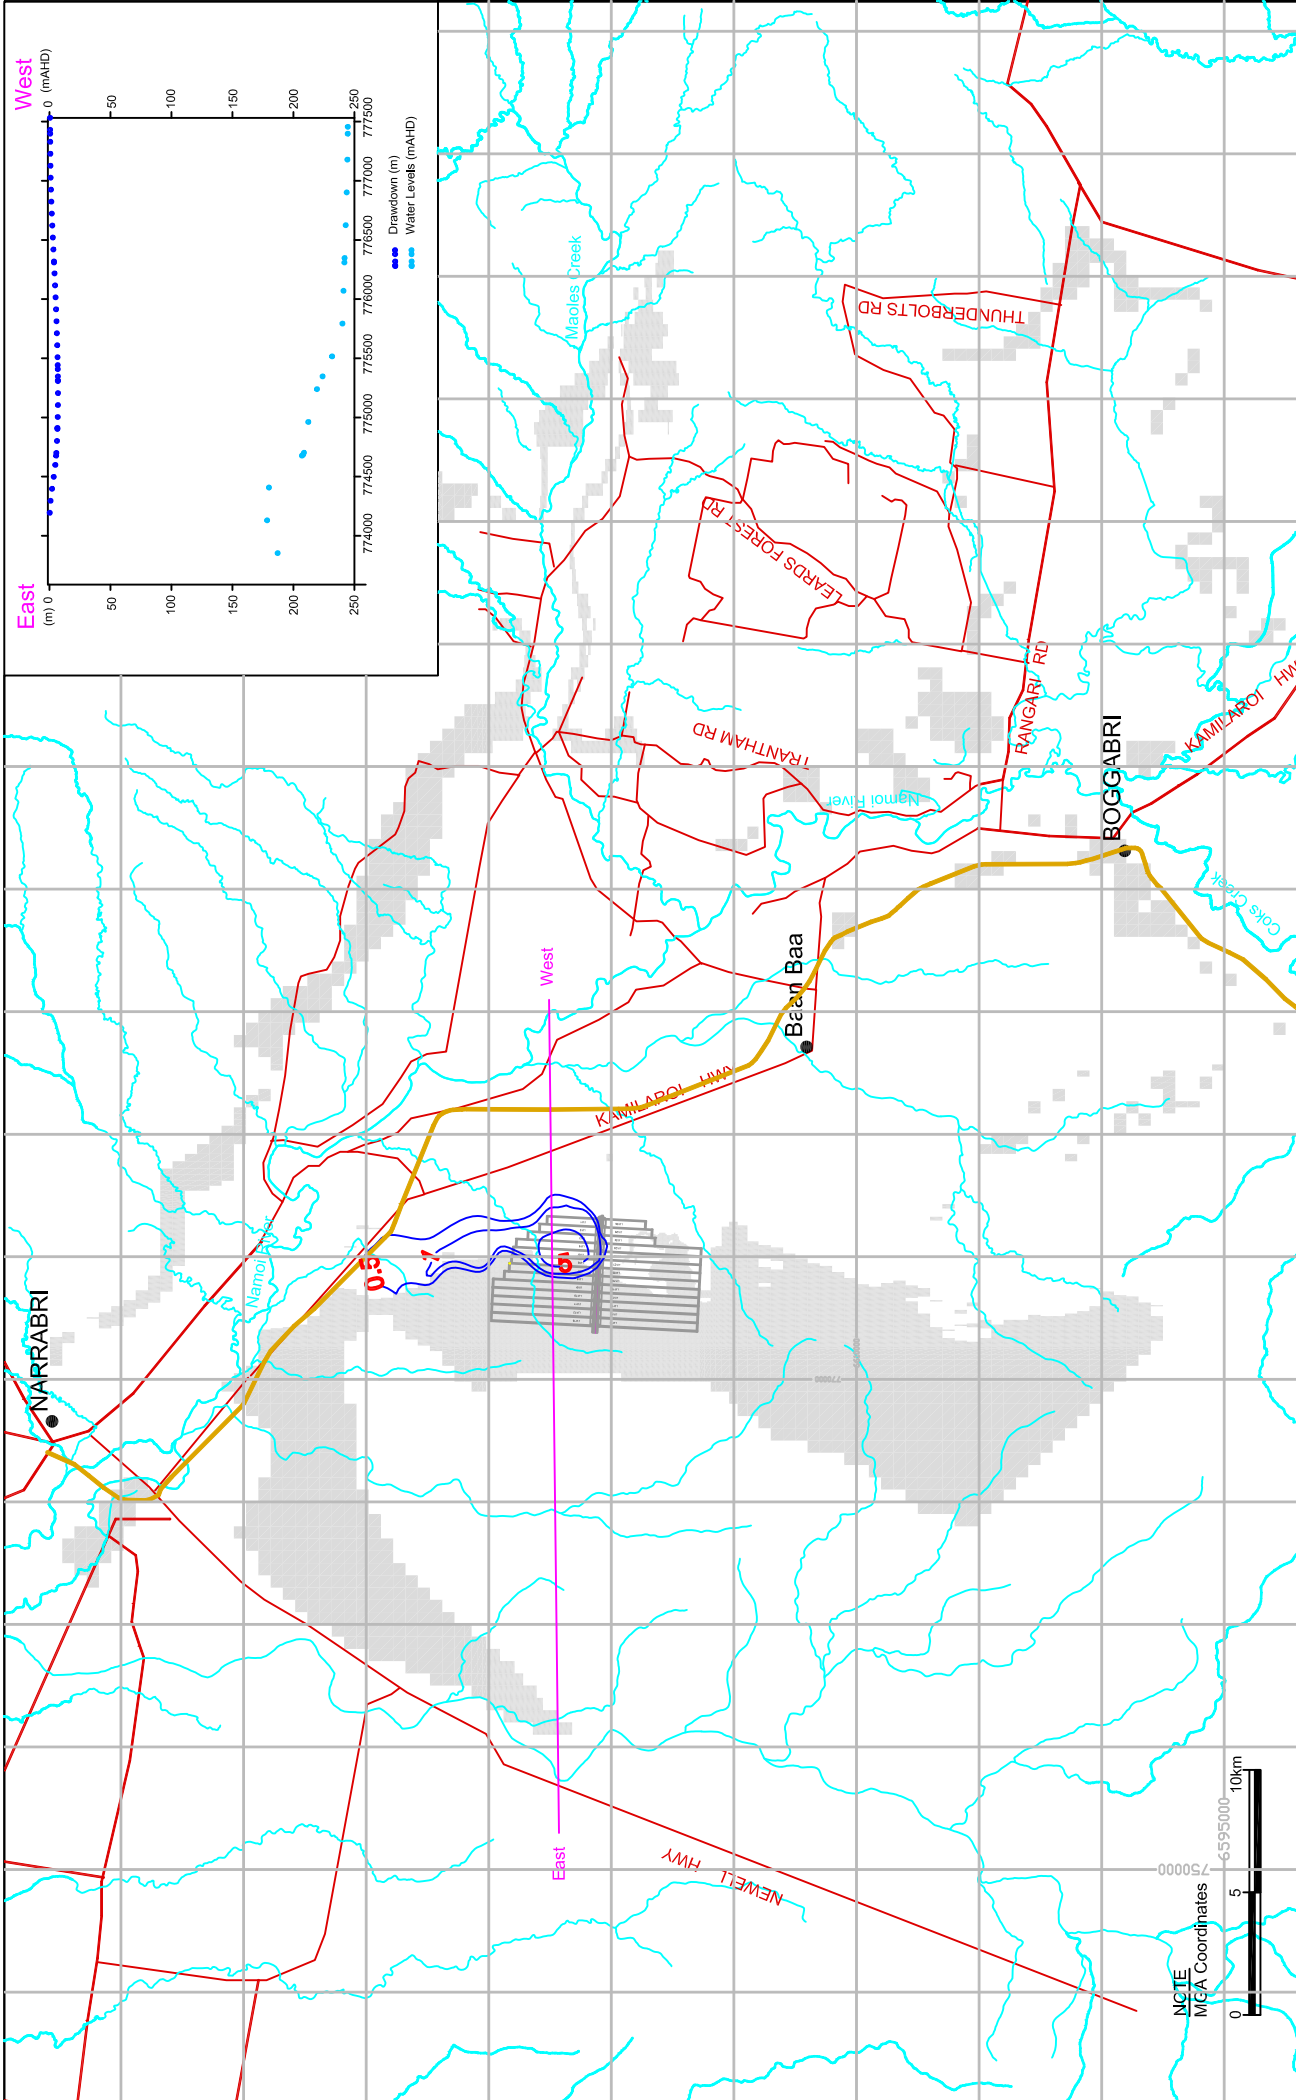 East
West
(m)
0
50
100
150
200
250
0 (mAHD)
50
100
150
200
250
774000
774500
775000
775500
776000
776500
777000
777500
Drawdown (m)
Water Levels (mAHD)
NARRABRI
Namoi River
Maoles Creek
THUNDERBOLTS RD
LEARDS FOREST RD
TRANTHAM RD
Namoi River
RANGARI RD
KAMILAROI HW
BOGGABRI
Coks Creek
Baan Baa
KAMILAROI HWY
West
East
0.5
1
770000
NEWELL HWY
750000
6595000
NOTE
MGA Coordinates
0
5
10km